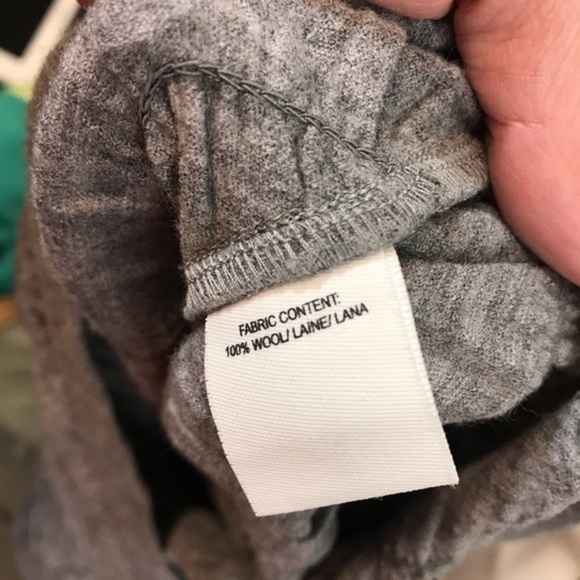 FABRIC CONTENT:
100% WOOL/ LAINE/ LANA